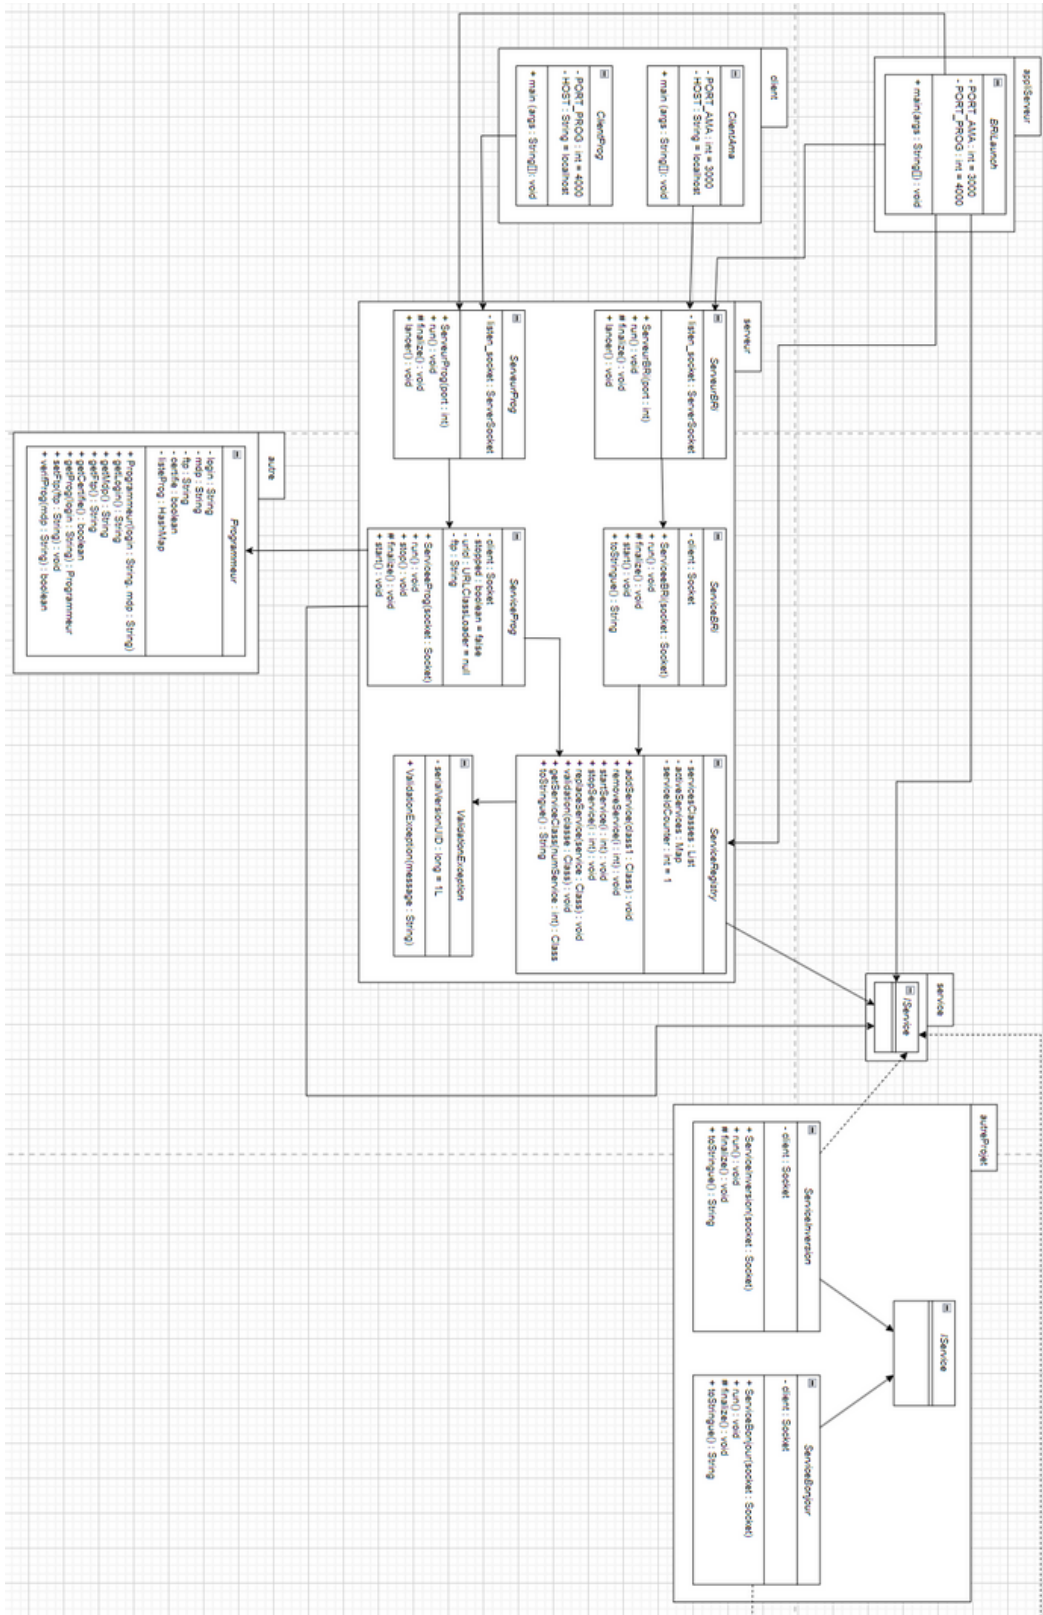 appliServeur
BRiLaunch
- PORT_AMA : int = 3000
- PORT_PROG : int = 4000
+ main(args : String[]) : void
client
ClientAma
- PORT_AMA : int = 3000
- HOST : String = localhost
+ main (args : String[]): void
ClientProg
- PORT_PROG : int = 4000
- HOST : String = localhost
+ main (args : String[]): void
serveur
ServeurBRi
- listen_socket : ServerSocket
+ ServeurBRi(port : int)
+ run() : void
# finalize() : void
+ lancer() : void
ServiceBRi
- client : Socket
+ ServiceeBRi(socket : Socket)
+ run() : void
# finalize() : void
+ start() : void
+ toStringue() : String
ServiceRegistry
- servicesClasses : List
- activeServices : Map
- serviceIdCounter : int = 1
+ addService(class1 : Class) : void
+ removeService(i : int) : void
+ startService(i : int) : void
+ stopService(i : int) : void
+ replaceService(service : Class) : void
+ validation(classe : Class) : void
+ getServiceClass(numService : int) : Class
+ toStringue() : String
ServeurProg
- listen_socket : ServerSocket
+ ServeurProg(port : int)
+ run() : void
# finalize() : void
+ lancer() : void
ServiceProg
- client : Socket
- stopped : boolean = false
- urlcl : URLClassLoader = null
- ftp : String
+ ServiceeProg(socket : Socket)
+ run() : void
+ stop() : void
# finalize() : void
+ start() : void
ValidationException
- serialVersionUID : long = 1L
+ ValidationException(message : String)
autre
Programmeur
- login : String
- mdp : String
- ftp : String
- certifie : boolean
- listeProg : HashMap
+ Programmeur(login : String, mdp : String)
+ getLogin() : String
+ getMdp() : String
+ getFtp() : String
+ getCertifie() : boolean
+ getProg(login : String) : Programmeur
+ setFtp(ftp : String) : void
+ verifProg(mdp : String) : boolean
service
IService
autreProjet
IService
ServiceInversion
- client : Socket
+ ServiceInversion(socket : Socket)
+ run() : void
# finalize() : void
+ toStringue() : String
ServiceBonjour
- client : Socket
+ ServiceBonjour(socket : Socket)
+ run() : void
# finalize() : void
+ toStringue() : String